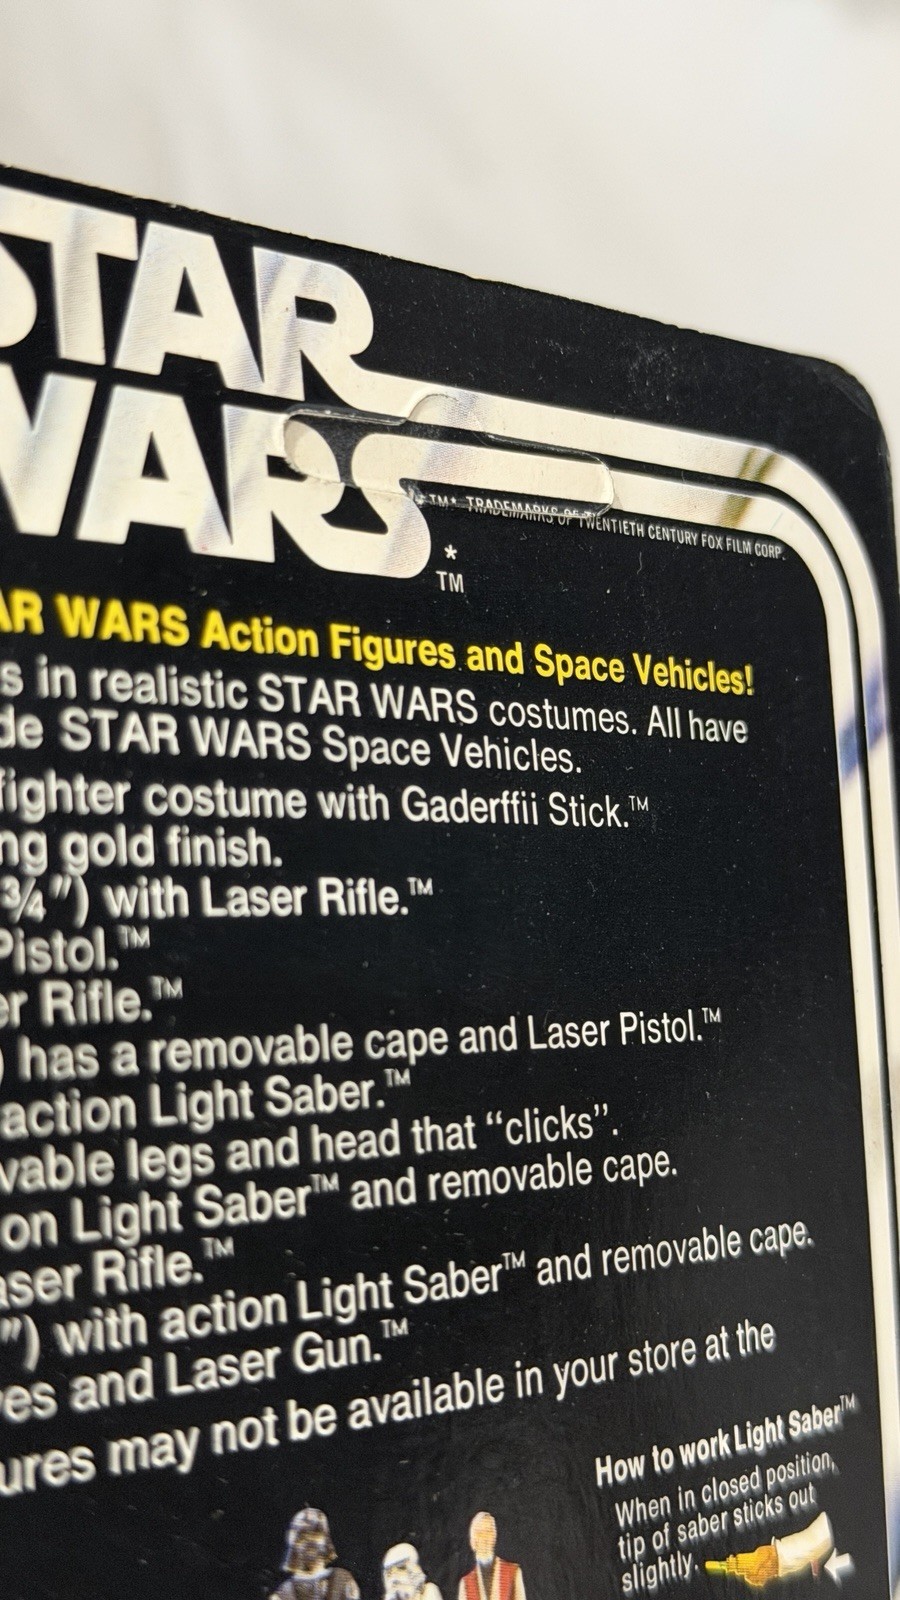 STAR
WARS
*
TM
TM* TRADEMARKS OF TWENTIETH CENTURY FOX FILM CORP.
AR WARS Action Figures and Space Vehicles!
s in realistic STAR WARS costumes. All have
de STAR WARS Space Vehicles.
fighter costume with Gaderffii Stick.™
ng gold finish.
¾") with Laser Rifle.™
Pistol.™
er Rifle.™
) has a removable cape and Laser Pistol.™
action Light Saber.™
vable legs and head that “clicks”.
on Light Saber™ and removable cape.
aser Rifle.™
") with action Light Saber™ and removable cape.
es and Laser Gun.™
ures may not be available in your store at the
How to work Light Saber™
When in closed position,
tip of saber sticks out
slightly.